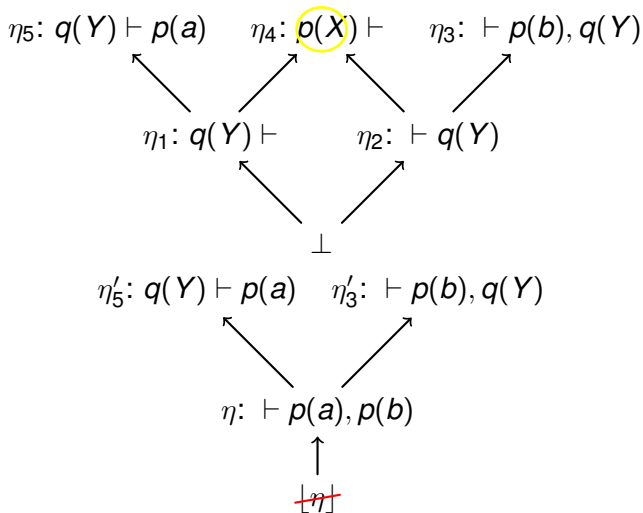 η₅: q(Y) ⊢ p(a) η₄: p(X) ⊢ η₃: ⊢ p(b), q(Y)
η₁: q(Y) ⊢ η₂: ⊢ q(Y)
⊥
η′₅: q(Y) ⊢ p(a) η′₃: ⊢ p(b), q(Y)
η: ⊢ p(a), p(b)
⌊η⌋